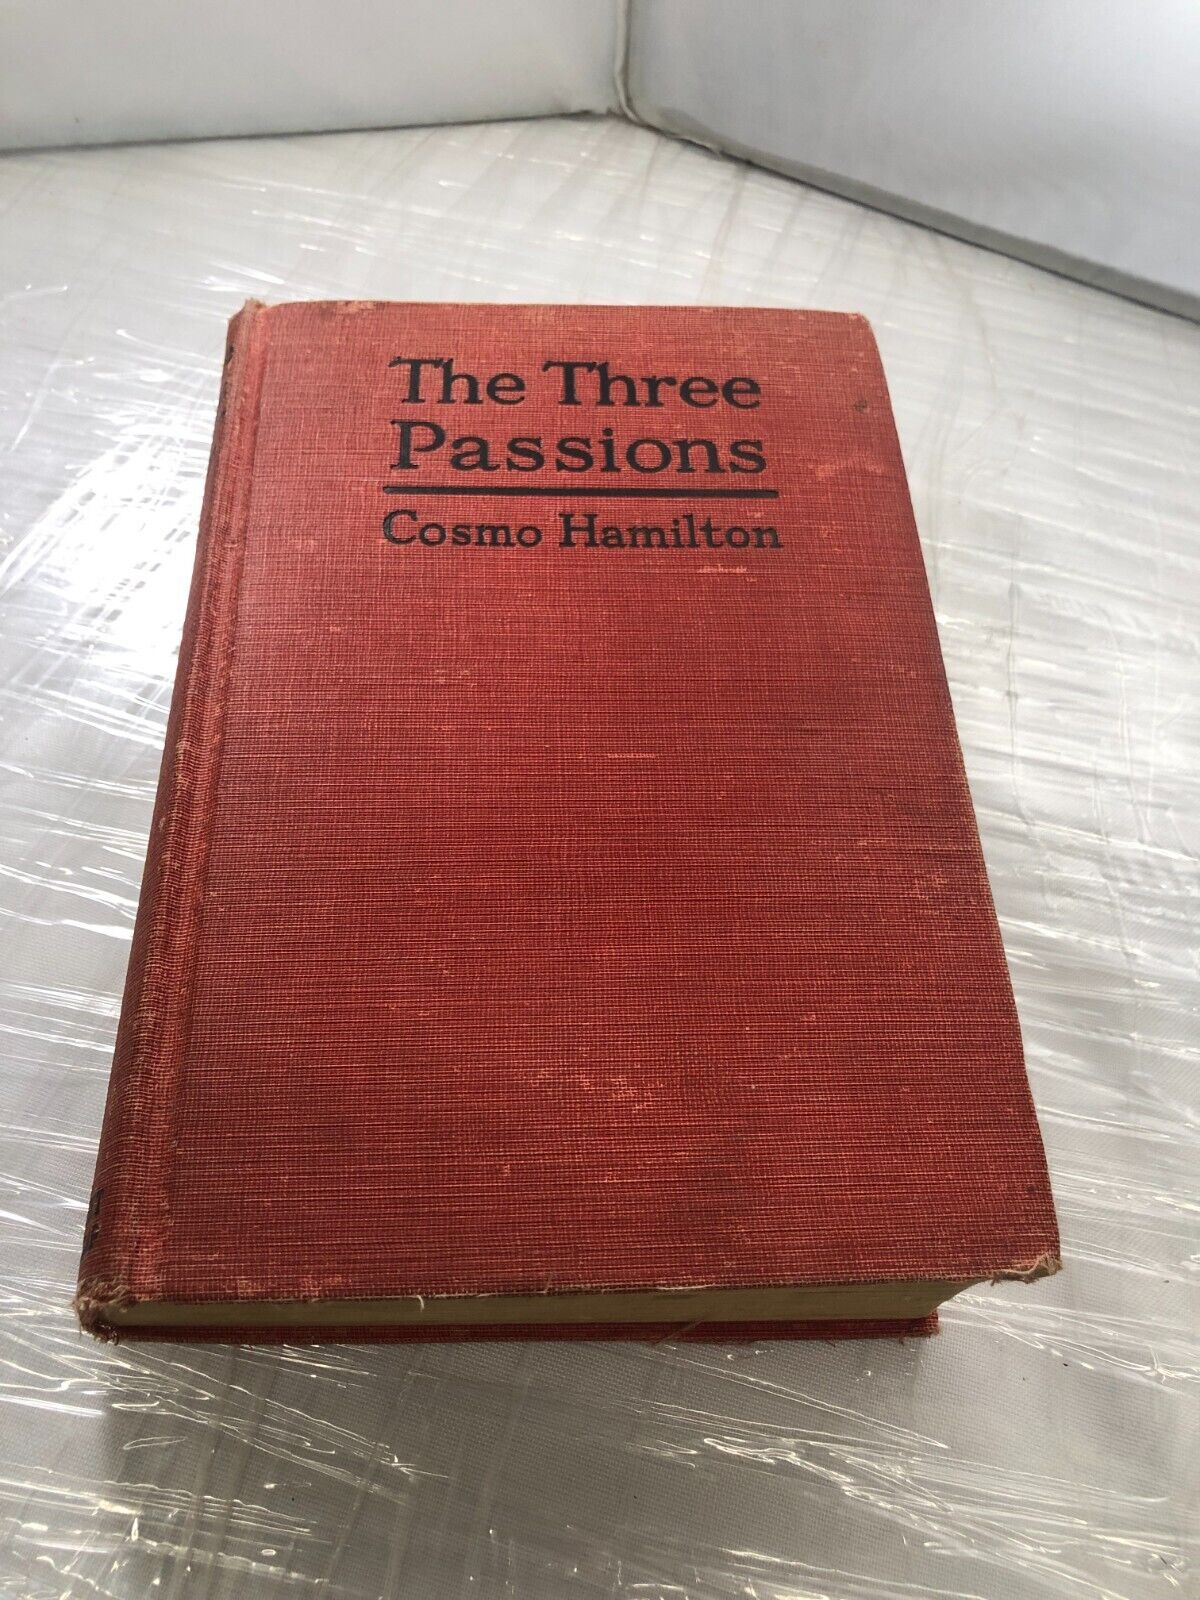 The Three
Passions
Cosmo Hamilton